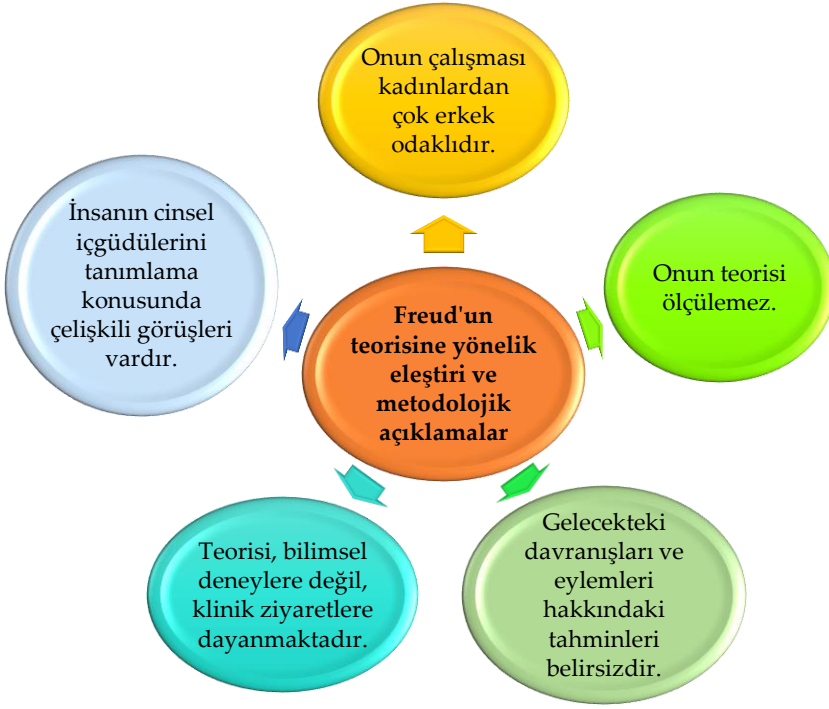 Onun çalışması
kadınlardan
çok erkek
odaklıdır.
İnsanın cinsel
içgüdülerini
tanımlama
konusunda
çelişkili görüşleri
vardır.
Onun teorisi
ölçülemez.
Freud'un
teorisine yönelik
eleştiri ve
metodolojik
açıklamalar
Teorisi, bilimsel
deneylere değil,
klinik ziyaretlere
dayanmaktadır.
Gelecekteki
davranışları ve
eylemleri
hakkındaki
tahminleri
belirsizdir.